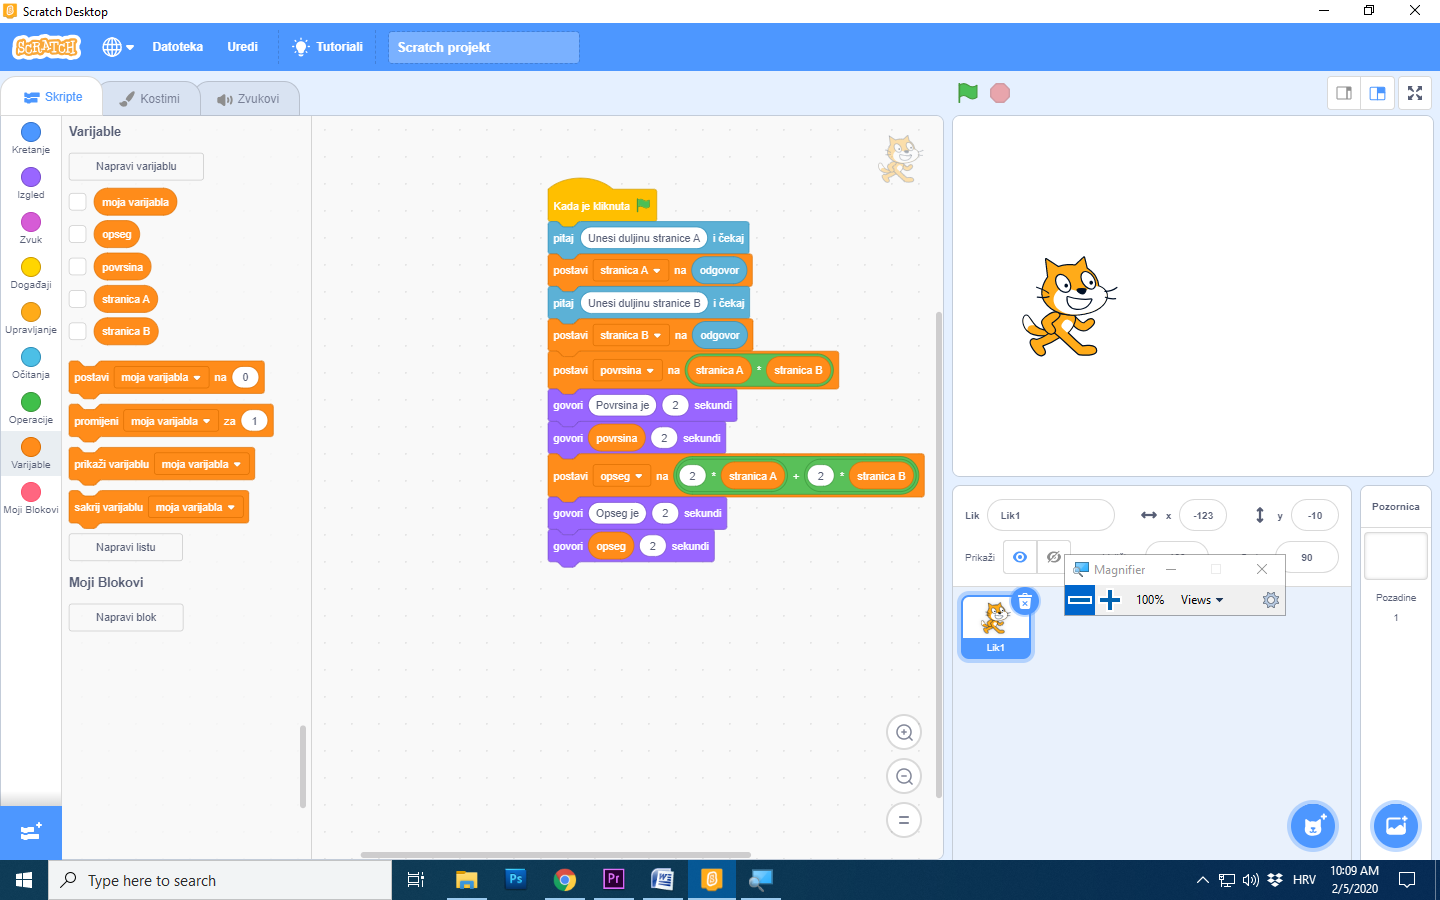 Scratch Desktop
SCRATCH Datoteka Uredi Tutoriali Scratch projekt
Skripte Kostimi Zvukovi
Kretanje
Izgled
Zvuk
Događaji
Upravljanje
Očitanja
Operacije
Varijable
Moji Blokovi
Varijable
Napravi varijablu
moja varijabla
opseg
povrsina
stranica A
stranica B
postavi moja varijabla na 0
promijeni moja varijabla za 1
prikaži varijablu moja varijabla
sakrij varijablu moja varijabla
Napravi listu
Moji Blokovi
Napravi blok
Kada je kliknuta
pitaj Unesi duljinu stranice A i čekaj
postavi stranica A na odgovor
pitaj Unesi duljinu stranice B i čekaj
postavi stranica B na odgovor
postavi povrsina na stranica A * stranica B
govori Povrsina je 2 sekundi
govori povrsina 2 sekundi
postavi opseg na 2 * stranica A + 2 * stranica B
govori Opseg je 2 sekundi
govori opseg 2 sekundi
Lik Lik1 x -123 y -10
Prikaži 90
Magnifier
100% Views
Lik1
Pozornica
Pozadine
1
Type here to search
Ps Pr W
HRV
10:09 AM
2/5/2020